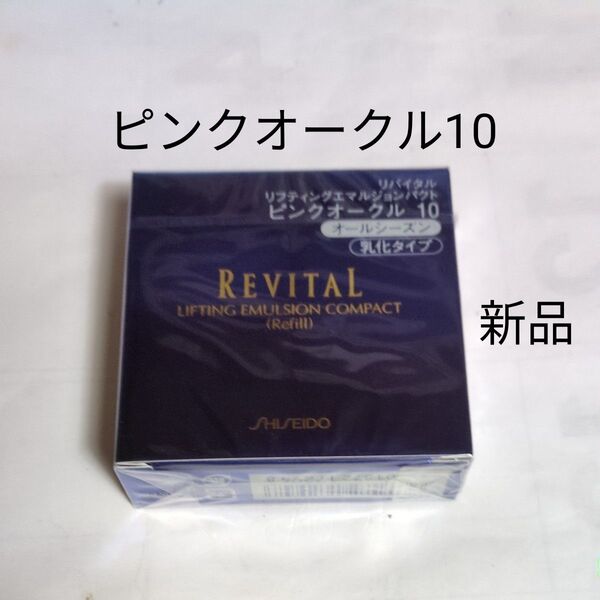 ピンクオークル10
リバイタル
リフティングエマルジョンパクト
ピンクオークル 10
オールシーズン
乳化タイプ
REVITAL
LIFTING EMULSION COMPACT
(Refill)
新品
SHISEIDO